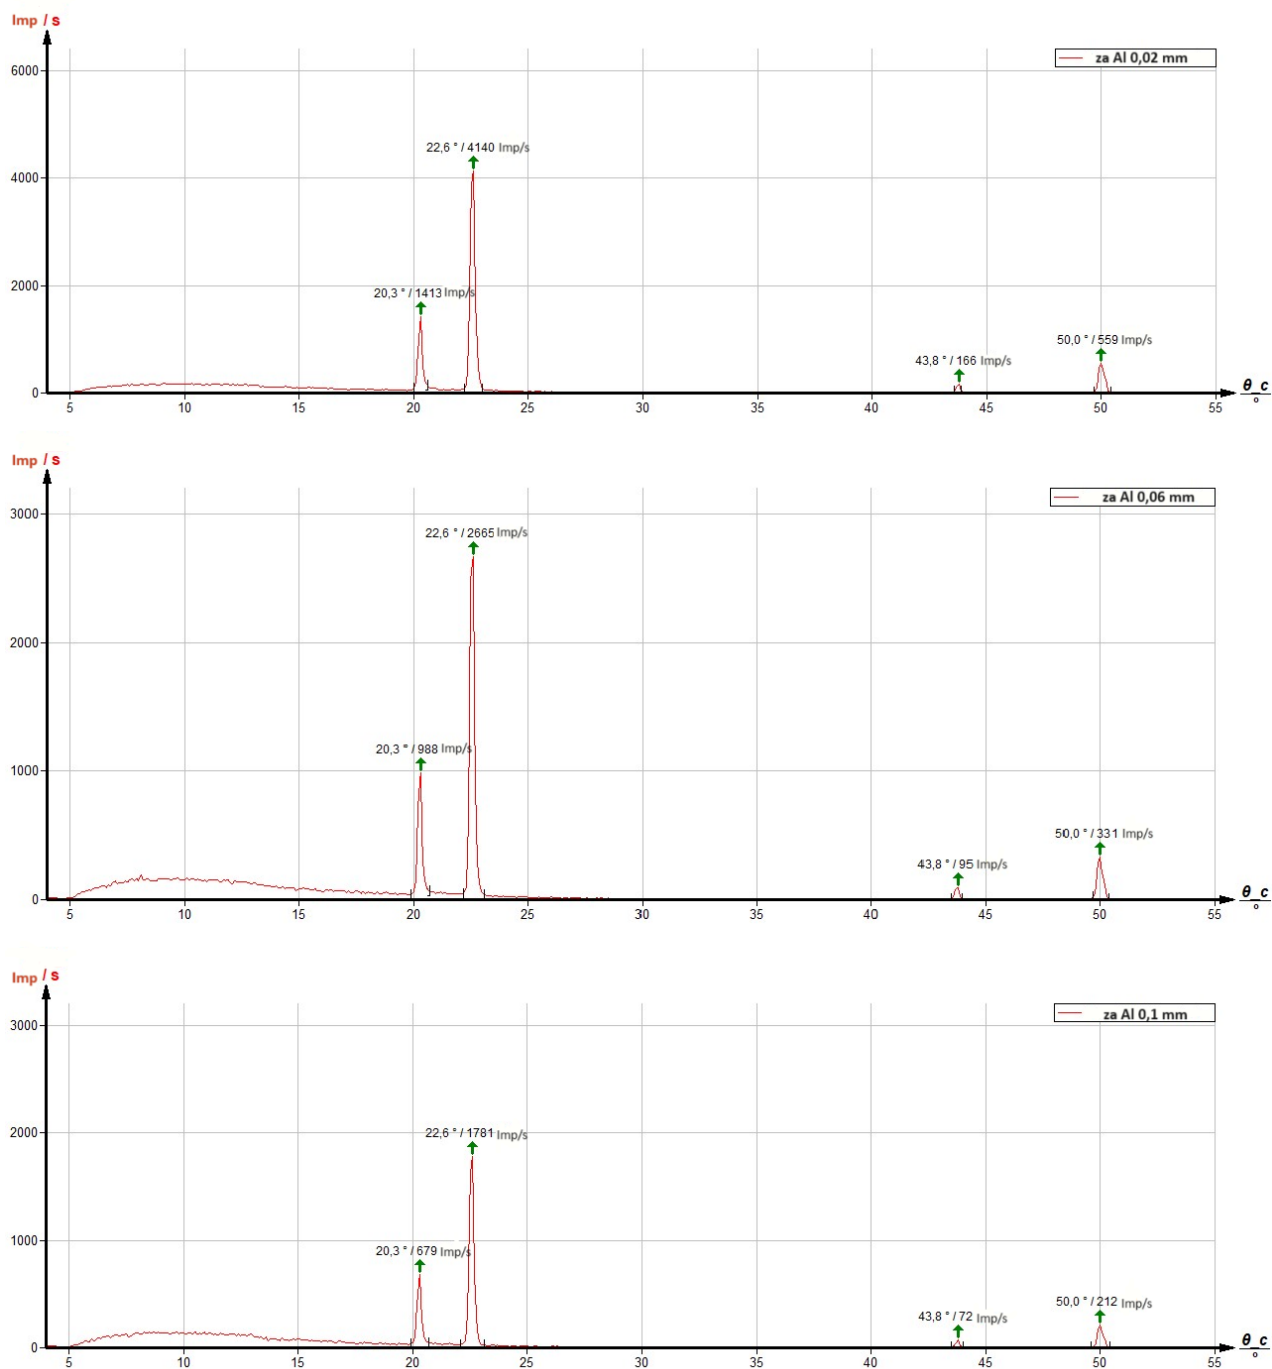 Imp / s
za Al 0,02 mm
6000
22,6 ° / 4140 Imp/s
4000
20,3 ° / 1413 Imp/s
2000
50,0 ° / 559 Imp/s
43,8 ° / 166 Imp/s
0
5 10 15 20 25 30 35 40 45 50 55
θ_c
°
Imp / s
za Al 0,06 mm
3000
22,6 ° / 2665 Imp/s
2000
20,3 ° / 988 Imp/s
1000
50,0 ° / 331 Imp/s
43,8 ° / 95 Imp/s
0
5 10 15 20 25 30 35 40 45 50 55
θ_c
°
Imp / s
za Al 0,1 mm
3000
22,6 ° / 1781 Imp/s
2000
20,3 ° / 679 Imp/s
1000
50,0 ° / 212 Imp/s
43,8 ° / 72 Imp/s
0
5 10 15 20 25 30 35 40 45 50 55
θ_c
°